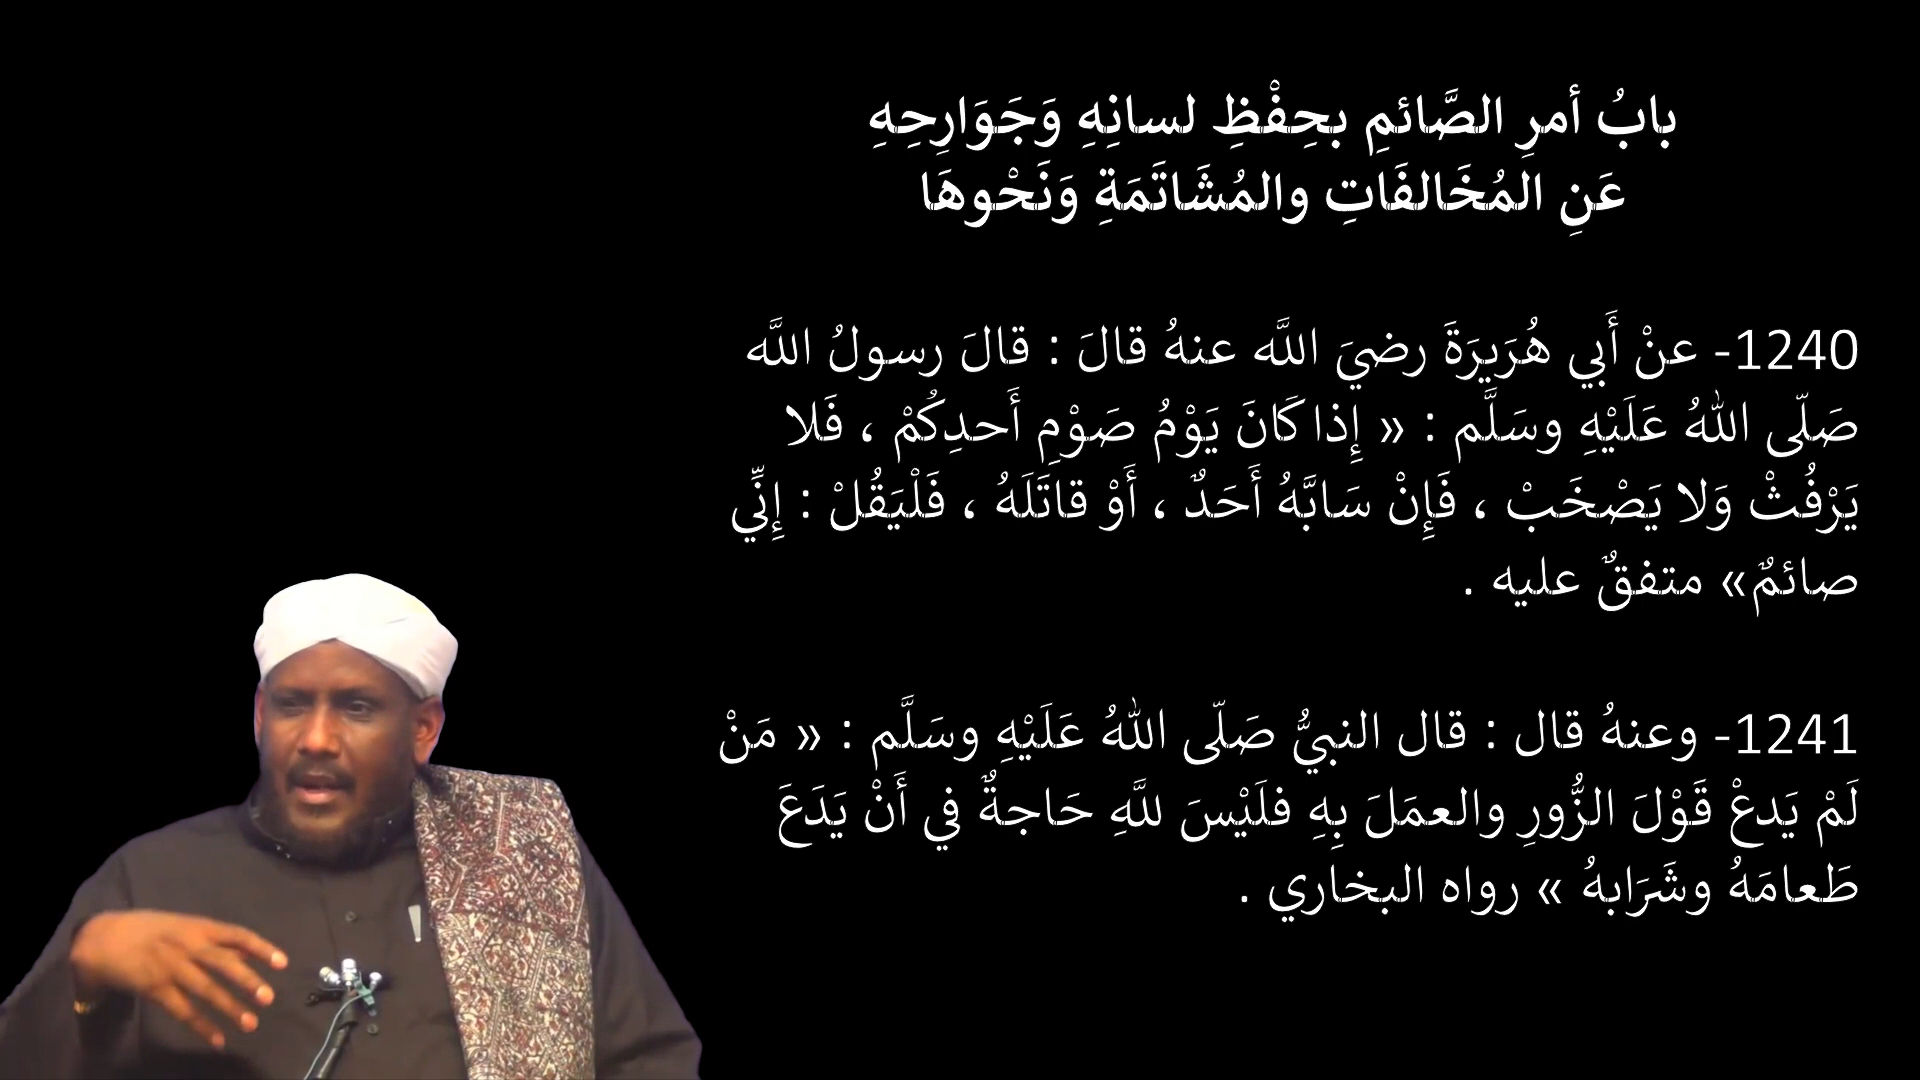 بابُ أمرِ الصَّائمِ بحِفْظِ لسانِهِ وَجَوَارِحِهِ
عَنِ المُخَالفَاتِ والمُشَاتَمَةِ وَنَحْوهَا
1240- عنْ أَبي هُرَيرَةَ رضيَ اللَّه عنهُ قالَ : قالَ رسولُ اللَّه
صَلّى اللهُ عَلَيْهِ وسَلَّم : « إِذا كَانَ يَوْمُ صَوْمِ أَحدِكُمْ ، فَلا
يَرْفُثْ وَلا يَصْخَبْ ، فَإِنْ سَابَّهُ أَحَدٌ ، أَوْ قاتَلَهُ ، فَلْيَقُلْ : إِنِّي
صائمٌ» متفقٌ عليه .
1241- وعنهُ قال : قال النبيُّ صَلّى اللهُ عَلَيْهِ وسَلَّم : « مَنْ
لَمْ يَدعْ قَوْلَ الزُّورِ والعمَلَ بِهِ فلَيْسَ للَّهِ حَاجةٌ في أَنْ يَدَعَ
طَعامَهُ وشَرَابهُ » رواه البخاري .